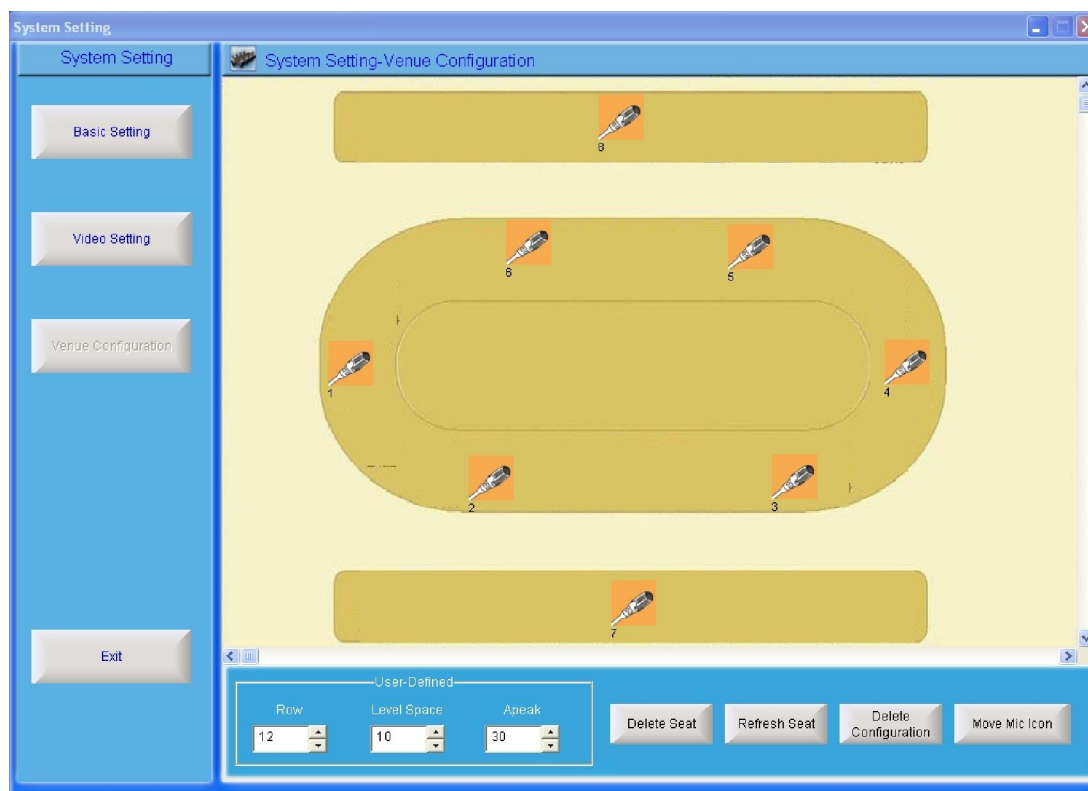 System Setting
System Setting
System Setting-Venue Configuration
Basic Setting
Video Setting
Venue Configuration
Exit
8
6
5
1
4
2
3
7
User-Defined
Row
Level Space
Apeak
12
10
30
Delete Seat
Refresh Seat
Delete
Configuration
Move Mic Icon